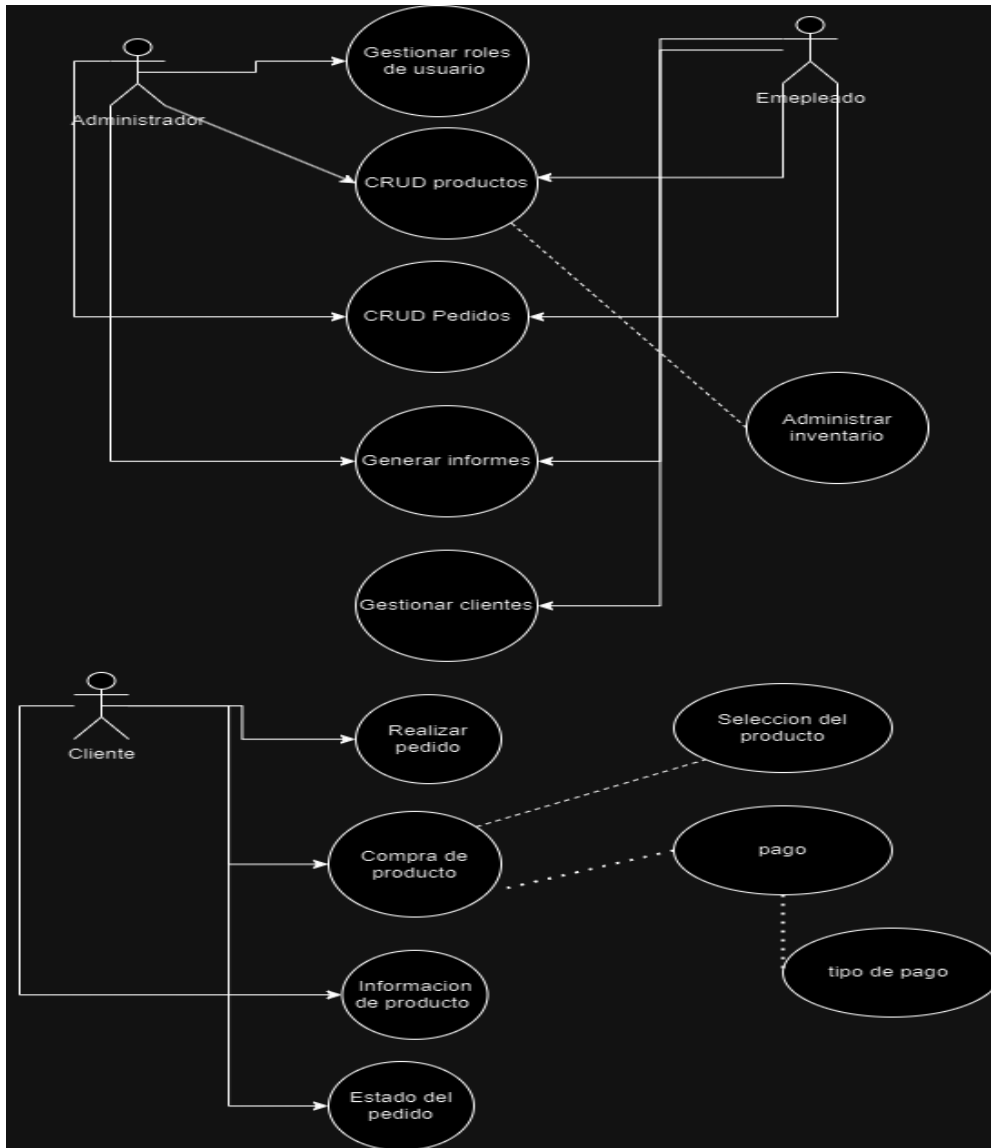 Gestionar roles
de usuario
Administrador
Emepleado
CRUD productos
CRUD Pedidos
Administrar
inventario
Generar informes
Gestionar clientes
Cliente
Realizar
pedido
Seleccion del
producto
Compra de
producto
pago
Informacion
de producto
tipo de pago
Estado del
pedido